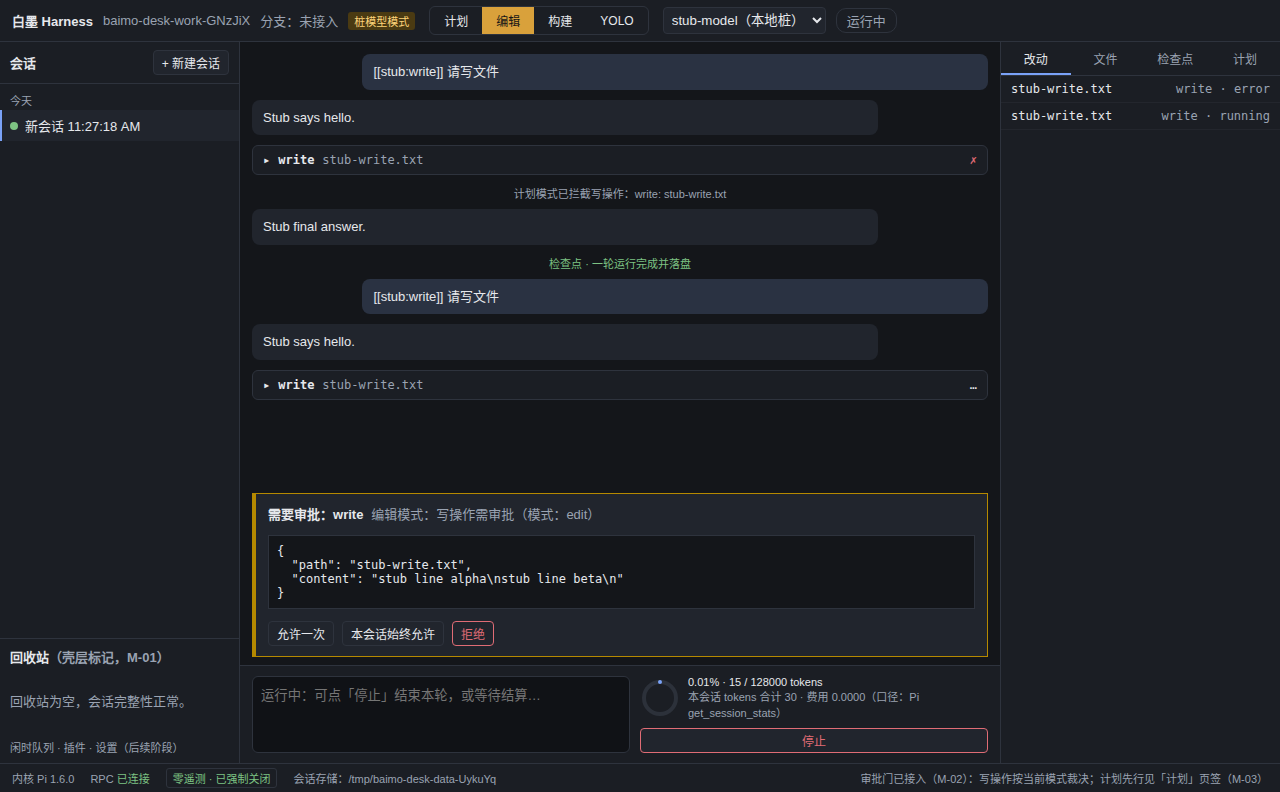 白墨 Harness baimo-desk-work-GNzJiX 分支：未接入 桩模型模式 计划 编辑 构建 YOLO stub-model（本地桩） 运行中
会话 + 新建会话
今天
新会话 11:27:18 AM
回收站（壳层标记，M-01）
回收站为空，会话完整性正常。
闲时队列 · 插件 · 设置（后续阶段）
[[stub:write]] 请写文件
Stub says hello.
▸ write stub-write.txt ✗
计划模式已拦截写操作：write: stub-write.txt
Stub final answer.
检查点 · 一轮运行完成并落盘
[[stub:write]] 请写文件
Stub says hello.
▸ write stub-write.txt …
需要审批：write 编辑模式：写操作需审批（模式：edit）
{
"path": "stub-write.txt",
"content": "stub line alpha\nstub line beta\n"
}
允许一次 本会话始终允许 拒绝
运行中：可点「停止」结束本轮，或等待结算…
0.01% · 15 / 128000 tokens
本会话 tokens 合计 30 · 费用 0.0000（口径：Pi
get_session_stats）
停止
改动 文件 检查点 计划
stub-write.txt write · error
stub-write.txt write · running
内核 Pi 1.6.0 RPC 已连接 零遥测 · 已强制关闭 会话存储：/tmp/baimo-desk-data-UykuYq 审批门已接入（M-02）：写操作按当前模式裁决；计划先行见「计划」页签（M-03）